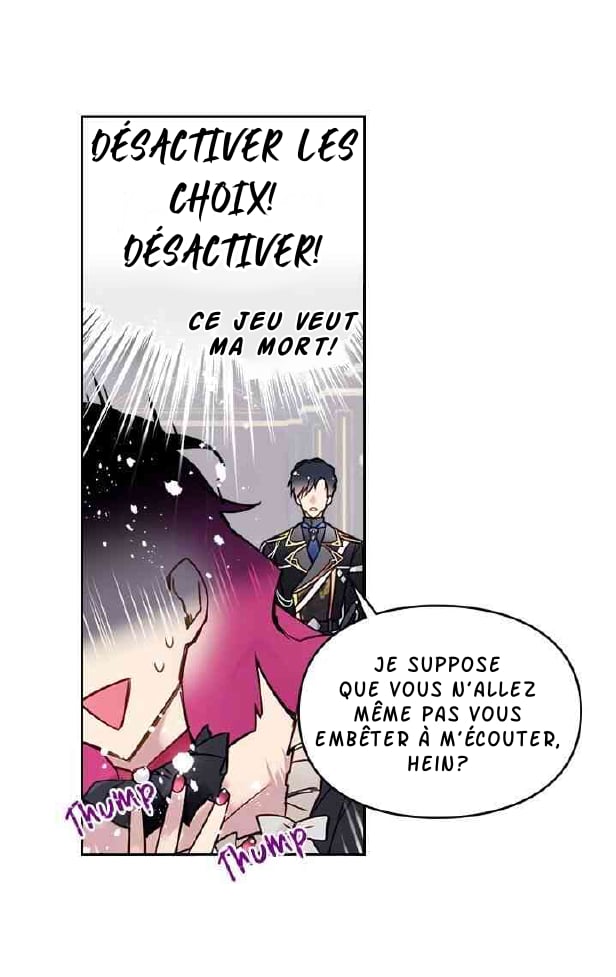 DÉSACTIVER LES
CHOIX!
DÉSACTIVER!
CE JEU VEUT
MA MORT!
JE SUPPOSE
QUE VOUS N'ALLEZ
MÊME PAS VOUS
EMBÊTER À M'ÉCOUTER,
HEIN?
THUMP
THUMP